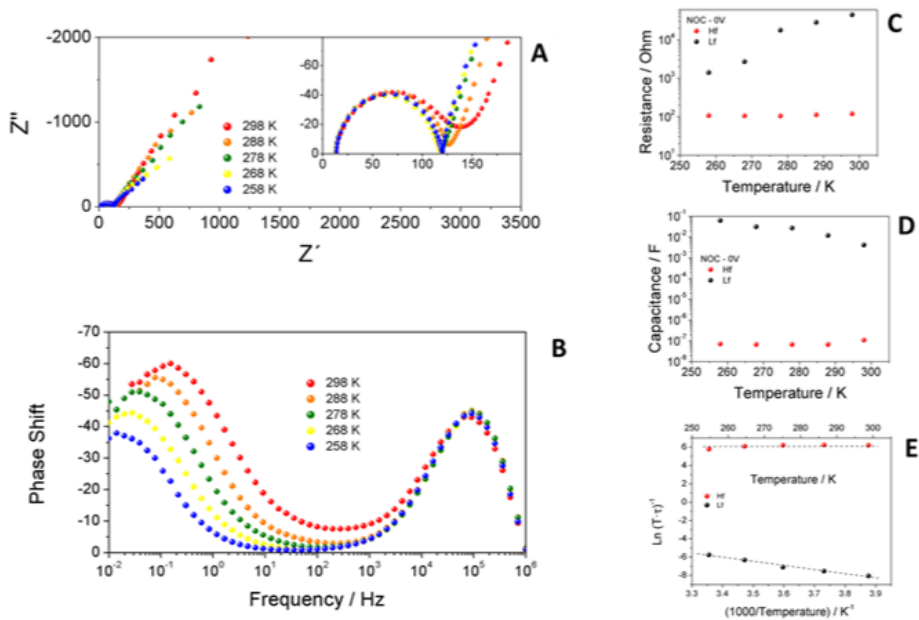 A
Z''
-2000
-1000
0
0 500 1000 1500 2000 2500 3000 3500
Z´
298 K
288 K
278 K
268 K
258 K
-80
-60
-40
-20
0
0 50 100 150
B
Phase Shift
-70
-60
-50
-40
-30
-20
-10
0
10⁻² 10⁻¹ 10⁰ 10¹ 10² 10³ 10⁴ 10⁵ 10⁶
Frequency / Hz
298 K
288 K
278 K
268 K
258 K
C
Resistance / Ohm
10⁴
10³
10²
10¹
NOC - 0V
Hf
Lf
250 260 270 280 290 300
Temperature / K
D
Capacitance / F
10⁻¹
10⁻²
10⁻³
10⁻⁴
10⁻⁵
10⁻⁶
10⁻⁷
10⁻⁸
NOC - 0V
Hf
Lf
250 260 270 280 290 300
Temperature / K
E
250 260 270 280 290 300
Temperature / K
Ln (T·τ)⁻¹
6
4
2
0
-2
-4
-6
-8
Hf
Lf
3.3 3.4 3.5 3.6 3.7 3.8 3.9
(1000/Temperature) / K⁻¹